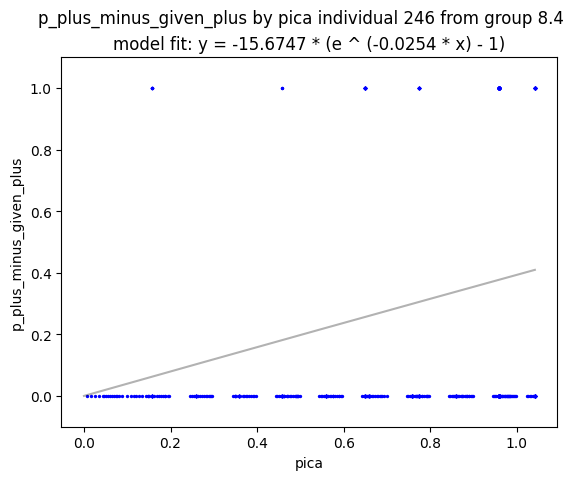 p_plus_minus_given_plus by pica individual 246 from group 8.4
model fit: y = -15.6747 * (e ^ (-0.0254 * x) - 1)
1.0
0.8
0.6
0.4
0.2
0.0
p_plus_minus_given_plus
0.0 0.2 0.4 0.6 0.8 1.0
pica